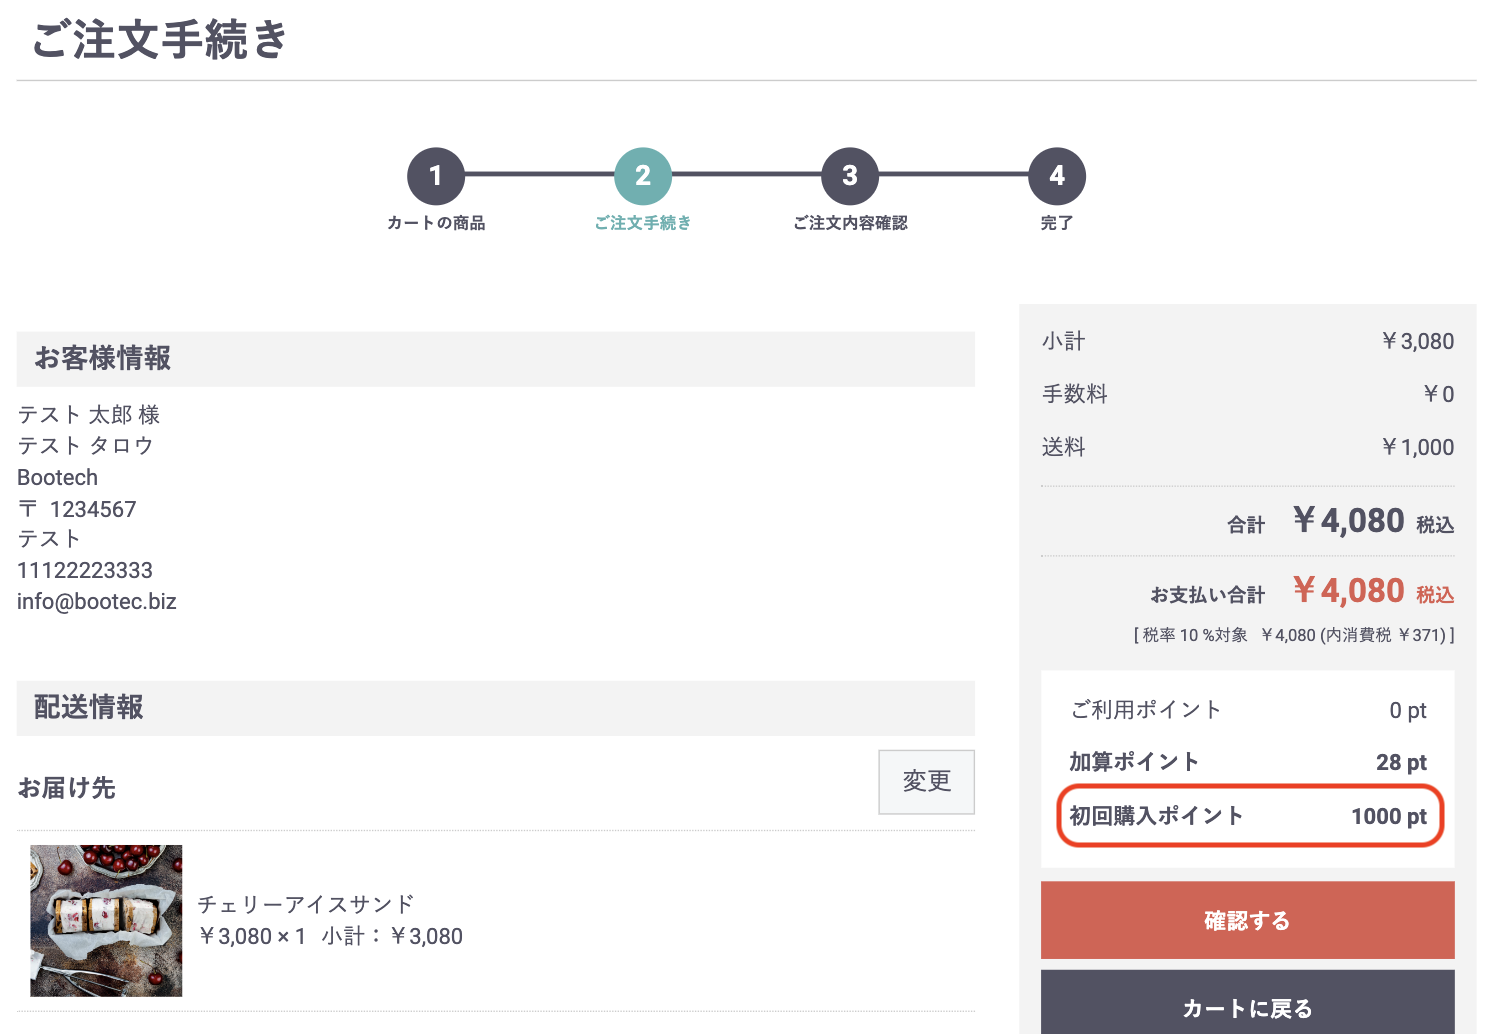 ご注文手続き
1
2
3
4
カートの商品
ご注文手続き
ご注文内容確認
完了
お客様情報
テスト 太郎 様
テスト タロウ
Bootech
〒 1234567
テスト
11122223333
info@bootec.biz
配送情報
お届け先
変更
チェリーアイスサンド
￥3,080 × 1 小計：￥3,080
小計 ￥3,080
手数料 ￥0
送料 ￥1,000
合計 ￥4,080 税込
お支払い合計 ￥4,080 税込
[ 税率 10 %対象 ￥4,080 (内消費税 ￥371) ]
ご利用ポイント 0 pt
加算ポイント 28 pt
初回購入ポイント 1000 pt
確認する
カートに戻る